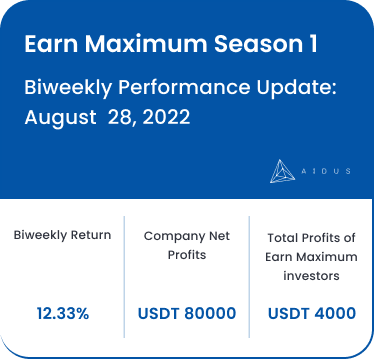 Earn Maximum Season 1
Biweekly Performance Update:
August 28, 2022
AIOUS
Biweekly Return
12.33%
Company Net
Profits
USDT 80000
Total Profits of
Earn Maximum
investors
USDT 4000